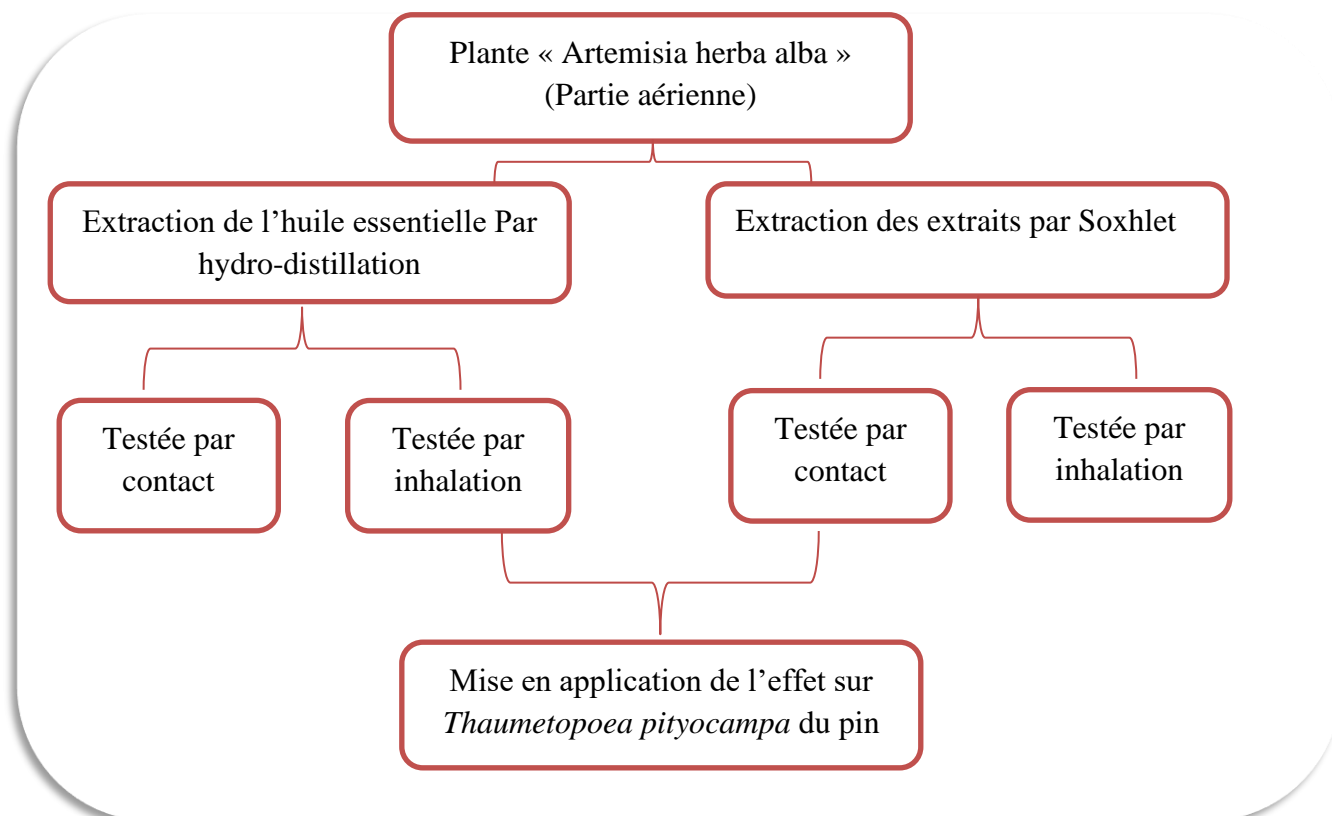 Plante « Artemisia herba alba »
(Partie aérienne)
Extraction de l’huile essentielle Par
hydro-distillation
Extraction des extraits par Soxhlet
Testée par
contact
Testée par
inhalation
Testée par
contact
Testée par
inhalation
Mise en application de l’effet sur
Thaumetopoea pityocampa du pin